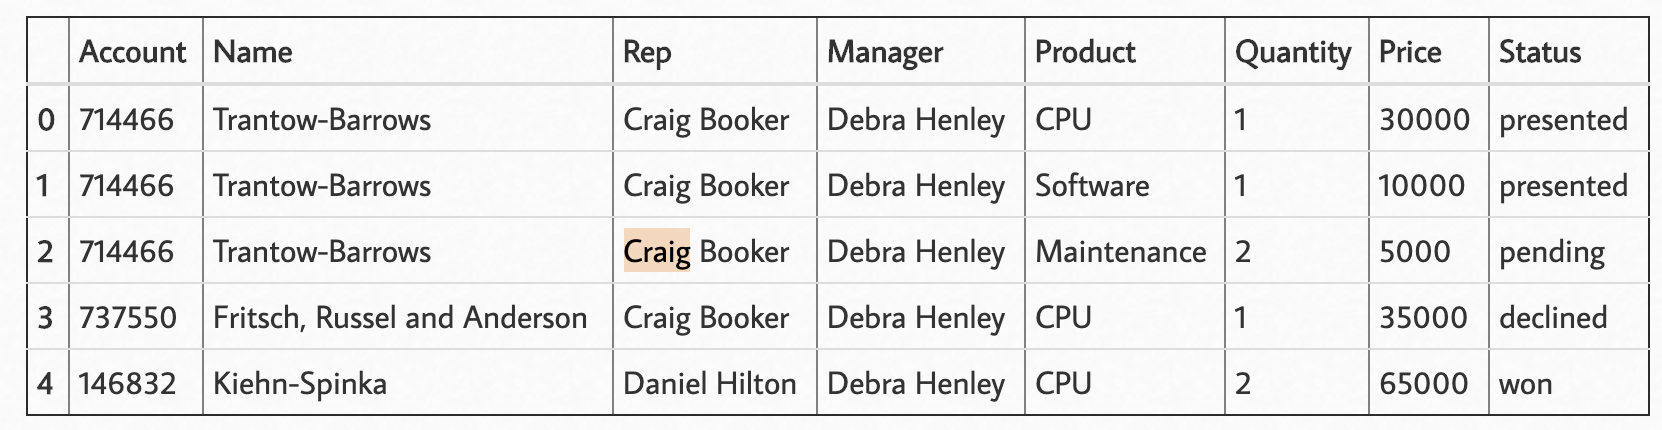 Account Name Rep Manager Product Quantity Price Status
0 714466 Trantow-Barrows Craig Booker Debra Henley CPU 1 30000 presented
1 714466 Trantow-Barrows Craig Booker Debra Henley Software 1 10000 presented
2 714466 Trantow-Barrows Craig Booker Debra Henley Maintenance 2 5000 pending
3 737550 Fritsch, Russel and Anderson Craig Booker Debra Henley CPU 1 35000 declined
4 146832 Kiehn-Spinka Daniel Hilton Debra Henley CPU 2 65000 won